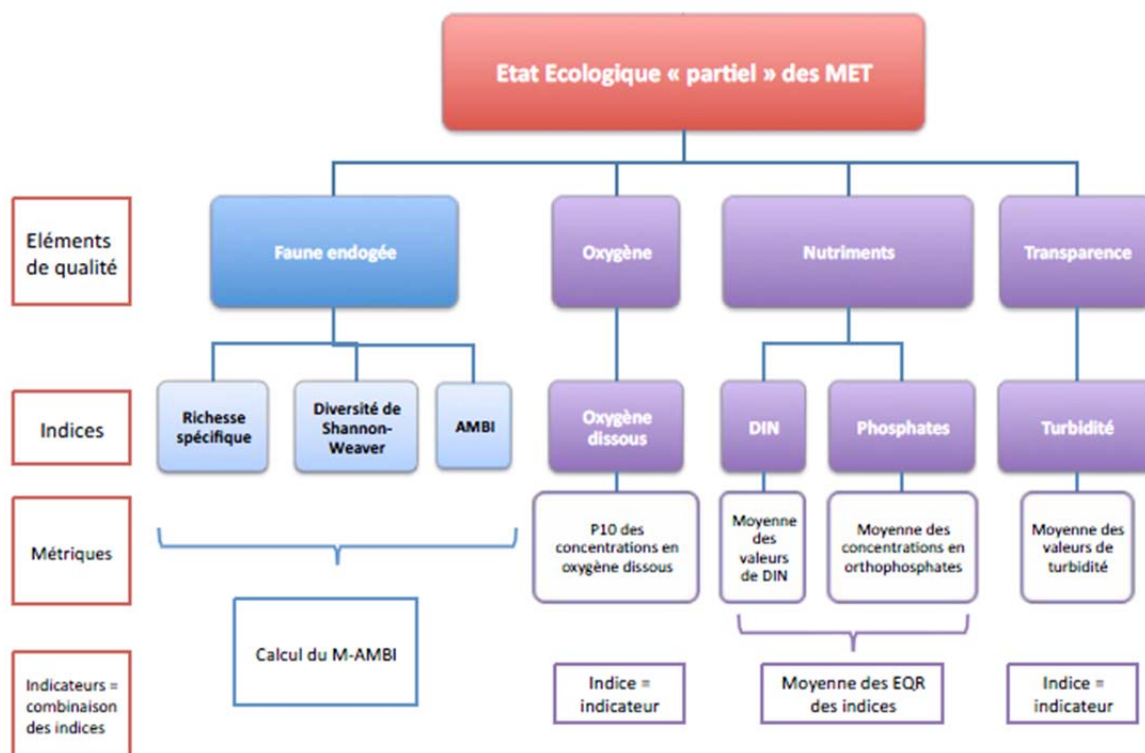 Etat Ecologique « partiel » des MET
Eléments
de qualité
Faune endogée
Oxygène
Nutriments
Transparence
Indices
Richesse
spécifique
Diversité de
Shannon-
Weaver
AMBI
Oxygène
dissous
DIN
Phosphates
Turbidité
Métriques
P10 des
concentrations en
oxygène dissous
Moyenne
des
valeurs
de DIN
Moyenne des
concentrations en
orthophosphates
Moyenne des
valeurs de
turbidité
Indicateurs =
combinaison
des indices
Calcul du M-AMBI
Indice =
indicateur
Moyenne des EQR
des indices
Indice =
indicateur